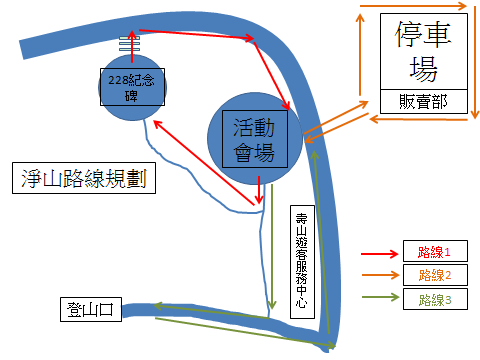 停車
場
販賣部
228紀念
碑
活動
會場
淨山路線規劃
壽山遊客服務中心
登山口
路線1
路線2
路線3